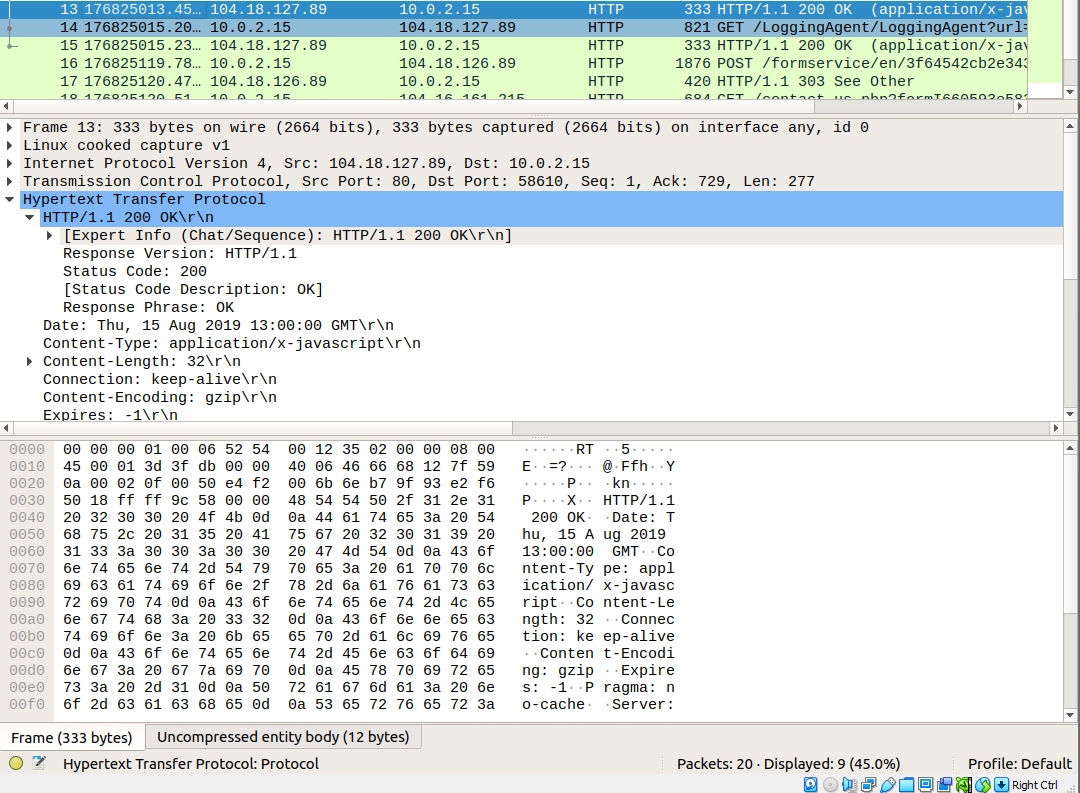 13 176825013.45… 104.18.127.89 10.0.2.15 HTTP 333 HTTP/1.1 200 OK (application/x-jav
14 176825015.20… 10.0.2.15 104.18.127.89 HTTP 821 GET /LoggingAgent/LoggingAgent?url=
15 176825015.23… 104.18.127.89 10.0.2.15 HTTP 333 HTTP/1.1 200 OK (application/x-jav
16 176825119.78… 10.0.2.15 104.18.126.89 HTTP 1876 POST /formservice/en/3f64542cb2e343
17 176825120.47… 104.18.126.89 10.0.2.15 HTTP 420 HTTP/1.1 303 See Other
18 176825120.51… 10.0.2.15 104.16.161.215 HTTP 684 GET
Frame 13: 333 bytes on wire (2664 bits), 333 bytes captured (2664 bits) on interface any, id 0
Linux cooked capture v1
Internet Protocol Version 4, Src: 104.18.127.89, Dst: 10.0.2.15
Transmission Control Protocol, Src Port: 80, Dst Port: 58610, Seq: 1, Ack: 729, Len: 277
Hypertext Transfer Protocol
HTTP/1.1 200 OK\r\n
[Expert Info (Chat/Sequence): HTTP/1.1 200 OK\r\n]
Response Version: HTTP/1.1
Status Code: 200
[Status Code Description: OK]
Response Phrase: OK
Date: Thu, 15 Aug 2019 13:00:00 GMT\r\n
Content-Type: application/x-javascript\r\n
Content-Length: 32\r\n
Connection: keep-alive\r\n
Content-Encoding: gzip\r\n
Expires: -1\r\n
0000 00 00 00 01 00 06 52 54 00 12 35 02 00 00 08 00 ······RT ··5·····
0010 45 00 01 3d 3f db 00 00 40 06 46 66 68 12 7f 59 E··=?··· @·Ffh··Y
0020 0a 00 02 0f 00 50 e4 f2 00 6b 6e b7 9f 93 e2 f6 ·····P·· ·kn·····
0030 50 18 ff ff 9c 58 00 00 48 54 54 50 2f 31 2e 31 P····X·· HTTP/1.1
0040 20 32 30 30 20 4f 4b 0d 0a 44 61 74 65 3a 20 54 200 OK· ·Date: T
0050 68 75 2c 20 31 35 20 41 75 67 20 32 30 31 39 20 hu, 15 A ug 2019
0060 31 33 3a 30 30 3a 30 30 20 47 4d 54 0d 0a 43 6f 13:00:00 GMT··Co
0070 6e 74 65 6e 74 2d 54 79 70 65 3a 20 61 70 70 6c ntent-Ty pe: appl
0080 69 63 61 74 69 6f 6e 2f 78 2d 6a 61 76 61 73 63 ication/ x-javasc
0090 72 69 70 74 0d 0a 43 6f 6e 74 65 6e 74 2d 4c 65 ript··Co ntent-Le
00a0 6e 67 74 68 3a 20 33 32 0d 0a 43 6f 6e 6e 65 63 ngth: 32 ··Connec
00b0 74 69 6f 6e 3a 20 6b 65 65 70 2d 61 6c 69 76 65 tion: ke ep-alive
00c0 0d 0a 43 6f 6e 74 65 6e 74 2d 45 6e 63 6f 64 69 ··Conten t-Encodi
00d0 6e 67 3a 20 67 7a 69 70 0d 0a 45 78 70 69 72 65 ng: gzip ··Expire
00e0 73 3a 20 2d 31 0d 0a 50 72 61 67 6d 61 3a 20 6e s: -1··P ragma: n
00f0 6f 2d 63 61 63 68 65 0d 0a 53 65 72 76 65 72 3a o-cache· ·Server:
Frame (333 bytes) Uncompressed entity body (12 bytes)
Hypertext Transfer Protocol: Protocol Packets: 20 · Displayed: 9 (45.0%) Profile: Default
Right Ctrl